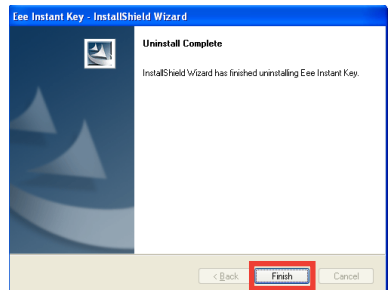 Eee Instant Key - InstallShield Wizard
Uninstall Complete
InstallShield Wizard has finished uninstalling Eee Instant Key.
< Back
Finish
Cancel